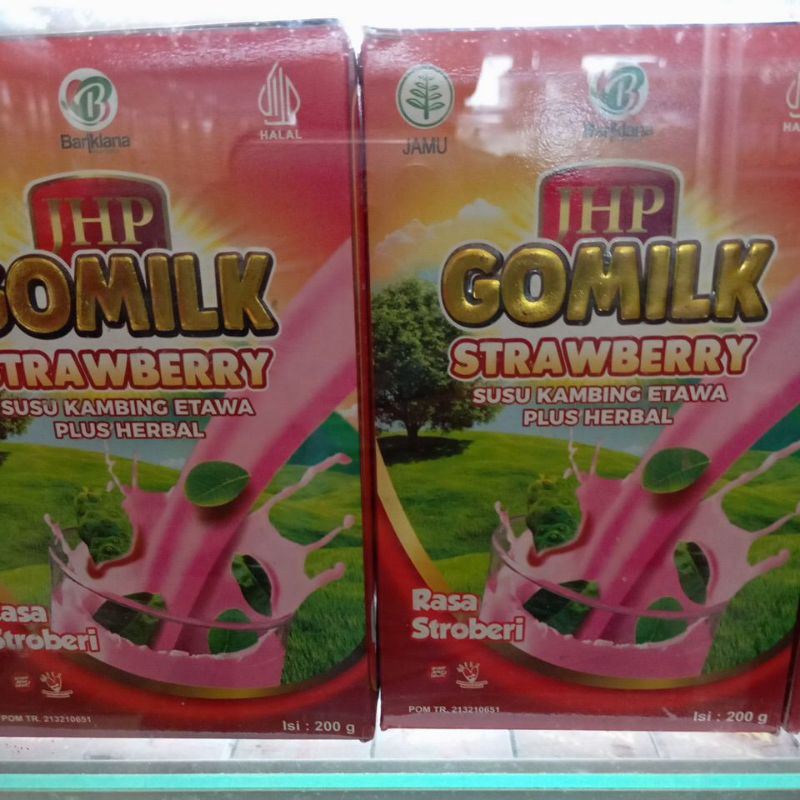 Bariklana
HALAL
JHP
GOMILK
STRAWBERRY
SUSU KAMBING ETAWA
PLUS HERBAL
Rasa
Stroberi
POM TR. 213210651
Isi : 200 g
JAMU
Bariklana
HALAL
JHP
GOMILK
STRAWBERRY
SUSU KAMBING ETAWA
PLUS HERBAL
Rasa
Stroberi
POM TR. 213210651
Isi : 200 g